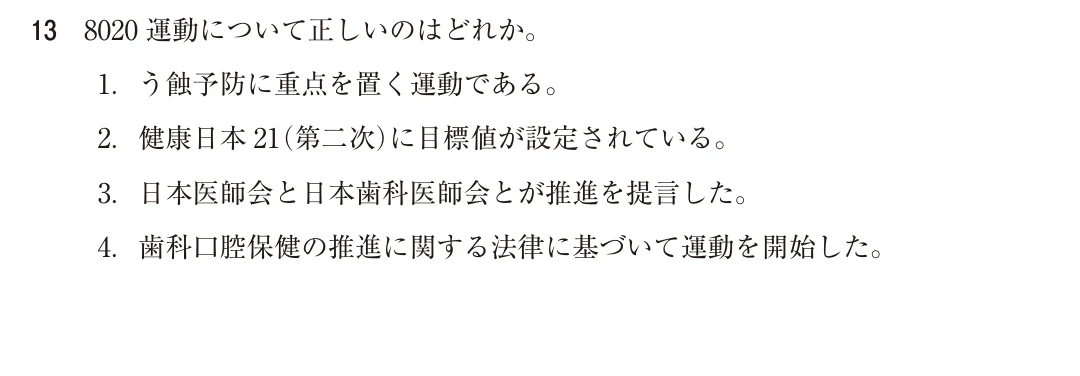 13 8020 運動について正しいのはどれか。
1. う蝕予防に重点を置く運動である。
2. 健康日本 21(第二次)に目標値が設定されている。
3. 日本医師会と日本歯科医師会とが推進を提言した。
4. 歯科口腔保健の推進に関する法律に基づいて運動を開始した。